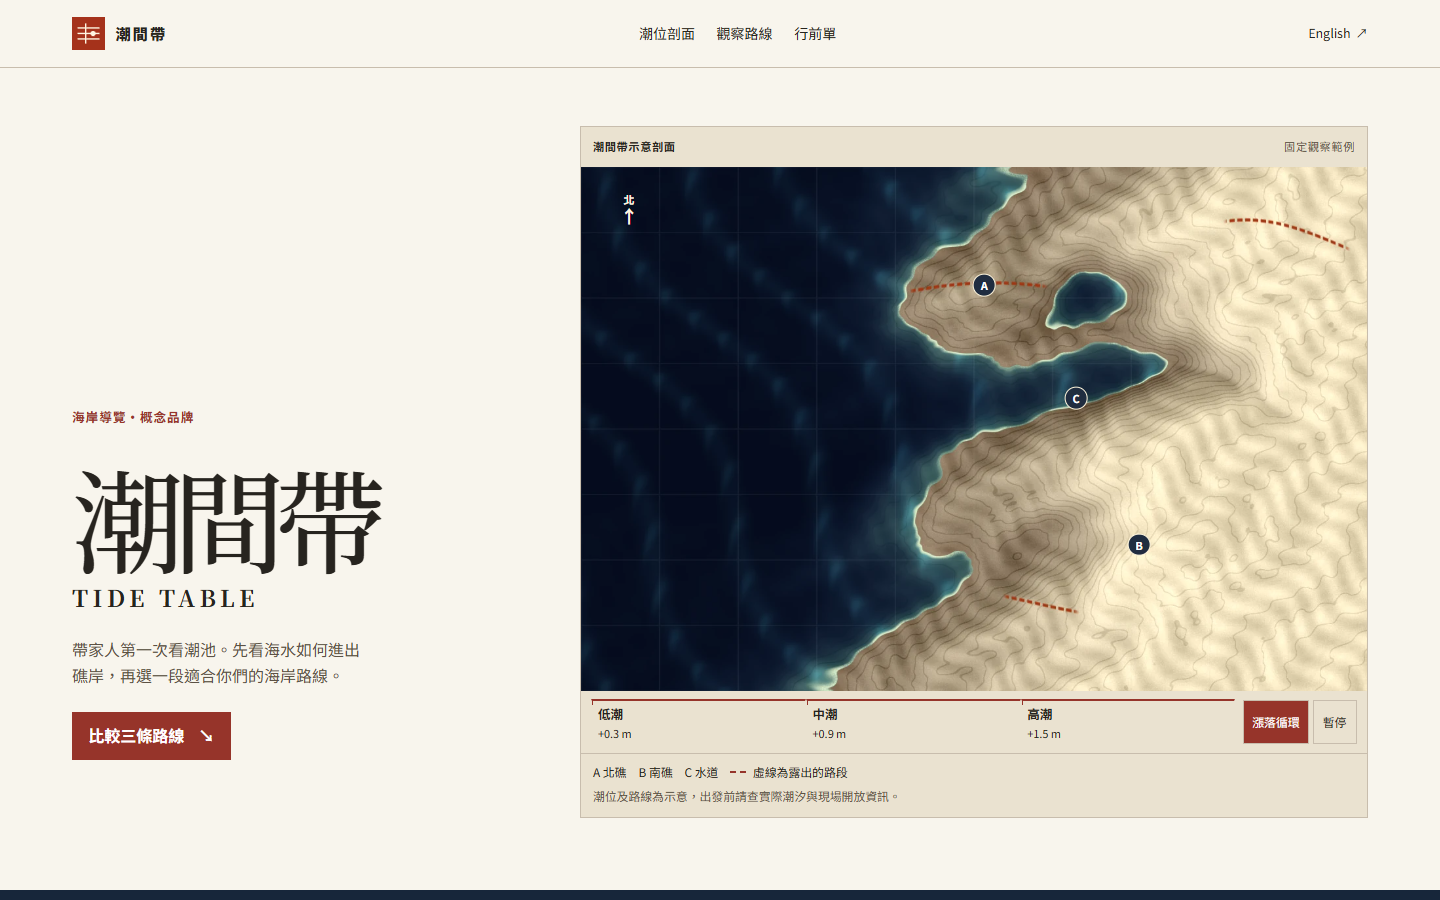 潮間帶
潮位剖面 觀察路線 行前單
English ↗
潮間帶示意剖面
固定觀察範例
北
A
C
B
海岸導覽・概念品牌
潮間帶
TIDE TABLE
帶家人第一次看潮池。先看海水如何進出
礁岸，再選一段適合你們的海岸路線。
比較三條路線 ↘
低潮 中潮 高潮
+0.3 m +0.9 m +1.5 m
漲落循環 暫停
A 北礁 B 南礁 C 水道 虛線為露出的路段
潮位及路線為示意，出發前請查實際潮汐與現場開放資訊。